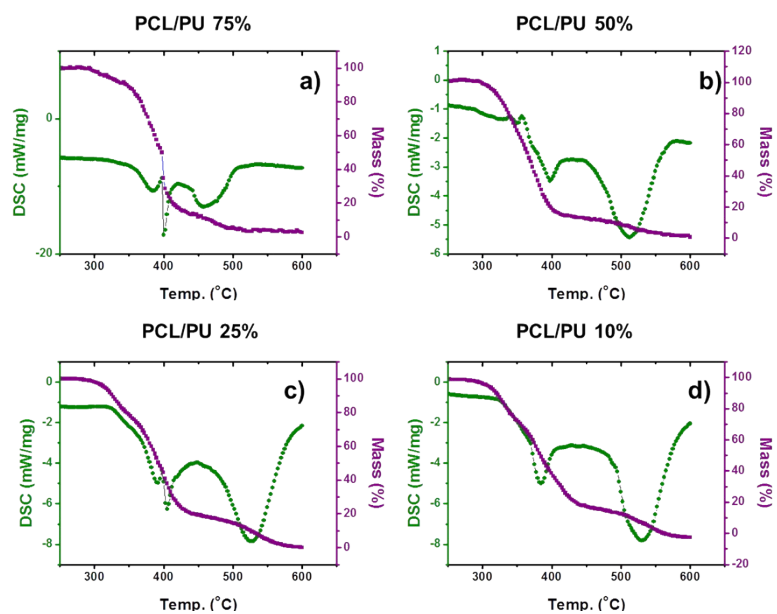 PCL/PU 75%
a)
DSC (mW/mg)
0
-20
100
80
60
40
20
0
Mass (%)
300 400 500 600
Temp. (°C)
PCL/PU 50%
b)
DSC (mW/mg)
1
0
-1
-2
-3
-4
-5
-6
120
100
80
60
40
20
0
Mass (%)
300 400 500 600
Temp. (°C)
PCL/PU 25%
c)
DSC (mW/mg)
0
-2
-4
-6
-8
100
80
60
40
20
0
Mass (%)
300 400 500 600
Temp. (°C)
PCL/PU 10%
d)
DSC (mW/mg)
0
-2
-4
-6
-8
100
80
60
40
20
0
-20
Mass (%)
300 400 500 600
Temp. (°C)